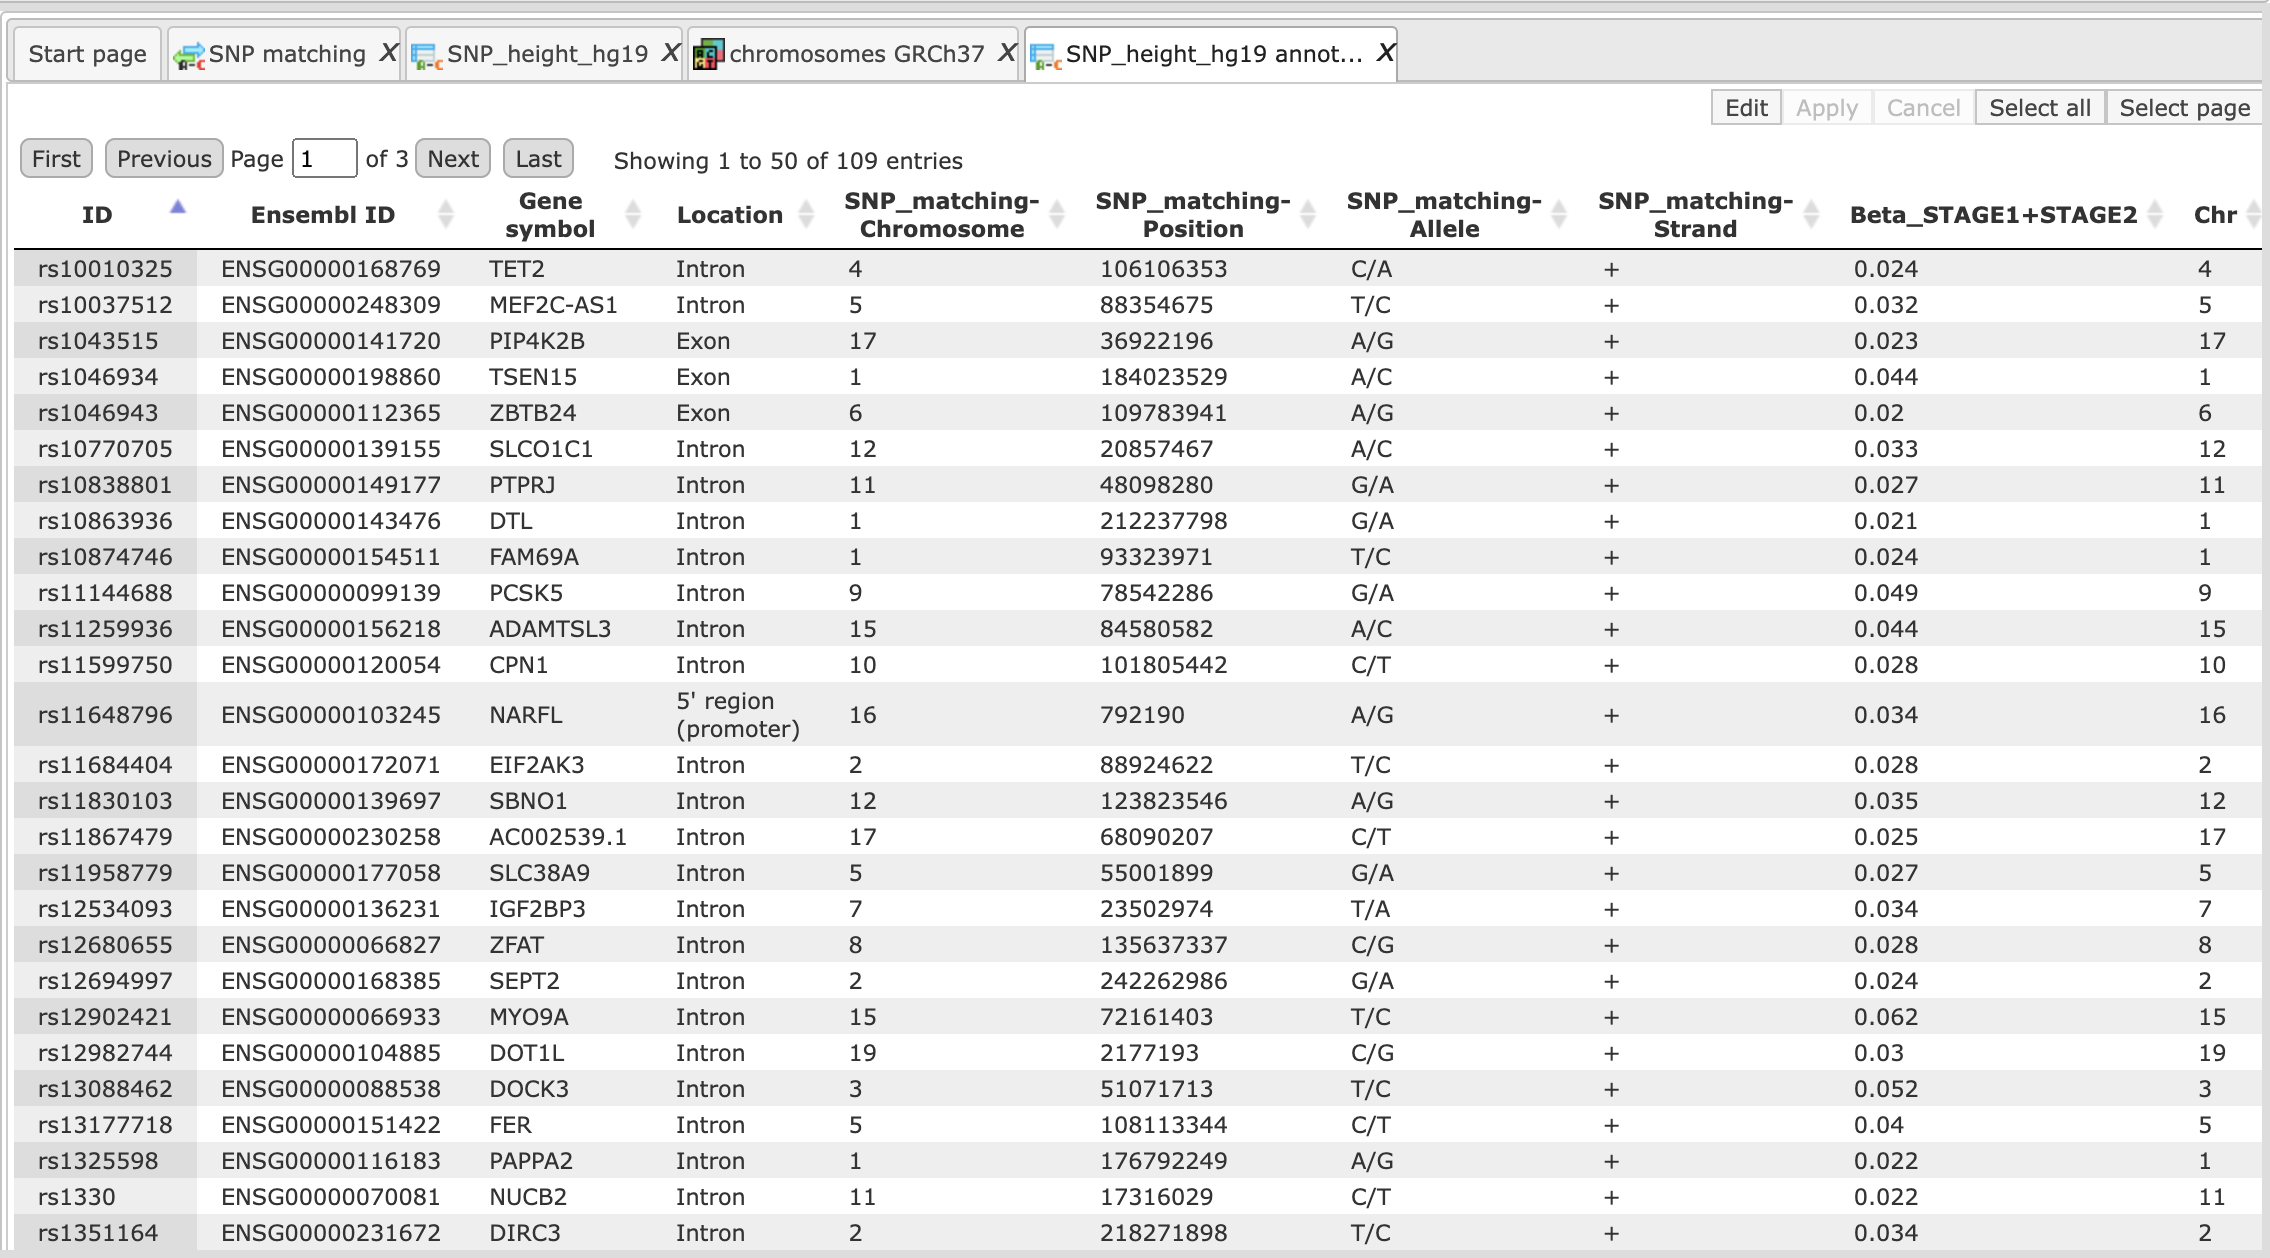 Start page SNP matching X SNP_height_hg19 X chromosomes GRCh37 X SNP_height_hg19 annot... X
Edit Apply Cancel Select all Select page
First Previous Page 1 of 3 Next Last Showing 1 to 50 of 109 entries
ID Ensembl ID Gene symbol Location SNP_matching-Chromosome SNP_matching-Position SNP_matching-Allele SNP_matching-Strand Beta_STAGE1+STAGE2 Chr
rs10010325 ENSG00000168769 TET2 Intron 4 106106353 C/A + 0.024 4
rs10037512 ENSG00000248309 MEF2C-AS1 Intron 5 88354675 T/C + 0.032 5
rs1043515 ENSG00000141720 PIP4K2B Exon 17 36922196 A/G + 0.023 17
rs1046934 ENSG00000198860 TSEN15 Exon 1 184023529 A/C + 0.044 1
rs1046943 ENSG00000112365 ZBTB24 Exon 6 109783941 A/G + 0.02 6
rs10770705 ENSG00000139155 SLCO1C1 Intron 12 20857467 A/C + 0.033 12
rs10838801 ENSG00000149177 PTPRJ Intron 11 48098280 G/A + 0.027 11
rs10863936 ENSG00000143476 DTL Intron 1 212237798 G/A + 0.021 1
rs10874746 ENSG00000154511 FAM69A Intron 1 93323971 T/C + 0.024 1
rs11144688 ENSG00000099139 PCSK5 Intron 9 78542286 G/A + 0.049 9
rs11259936 ENSG00000156218 ADAMTSL3 Intron 15 84580582 A/C + 0.044 15
rs11599750 ENSG00000120054 CPN1 Intron 10 101805442 C/T + 0.028 10
rs11648796 ENSG00000103245 NARFL 5' region (promoter) 16 792190 A/G + 0.034 16
rs11684404 ENSG00000172071 EIF2AK3 Intron 2 88924622 T/C + 0.028 2
rs11830103 ENSG00000139697 SBNO1 Intron 12 123823546 A/G + 0.035 12
rs11867479 ENSG00000230258 AC002539.1 Intron 17 68090207 C/T + 0.025 17
rs11958779 ENSG00000177058 SLC38A9 Intron 5 55001899 G/A + 0.027 5
rs12534093 ENSG00000136231 IGF2BP3 Intron 7 23502974 T/A + 0.034 7
rs12680655 ENSG00000066827 ZFAT Intron 8 135637337 C/G + 0.028 8
rs12694997 ENSG00000168385 SEPT2 Intron 2 242262986 G/A + 0.024 2
rs12902421 ENSG00000066933 MYO9A Intron 15 72161403 T/C + 0.062 15
rs12982744 ENSG00000104885 DOT1L Intron 19 2177193 C/G + 0.03 19
rs13088462 ENSG00000088538 DOCK3 Intron 3 51071713 T/C + 0.052 3
rs13177718 ENSG00000151422 FER Intron 5 108113344 C/T + 0.04 5
rs1325598 ENSG00000116183 PAPPA2 Intron 1 176792249 A/G + 0.022 1
rs1330 ENSG00000070081 NUCB2 Intron 11 17316029 C/T + 0.022 11
rs1351164 ENSG00000231672 DIRC3 Intron 2 218271898 T/C + 0.034 2